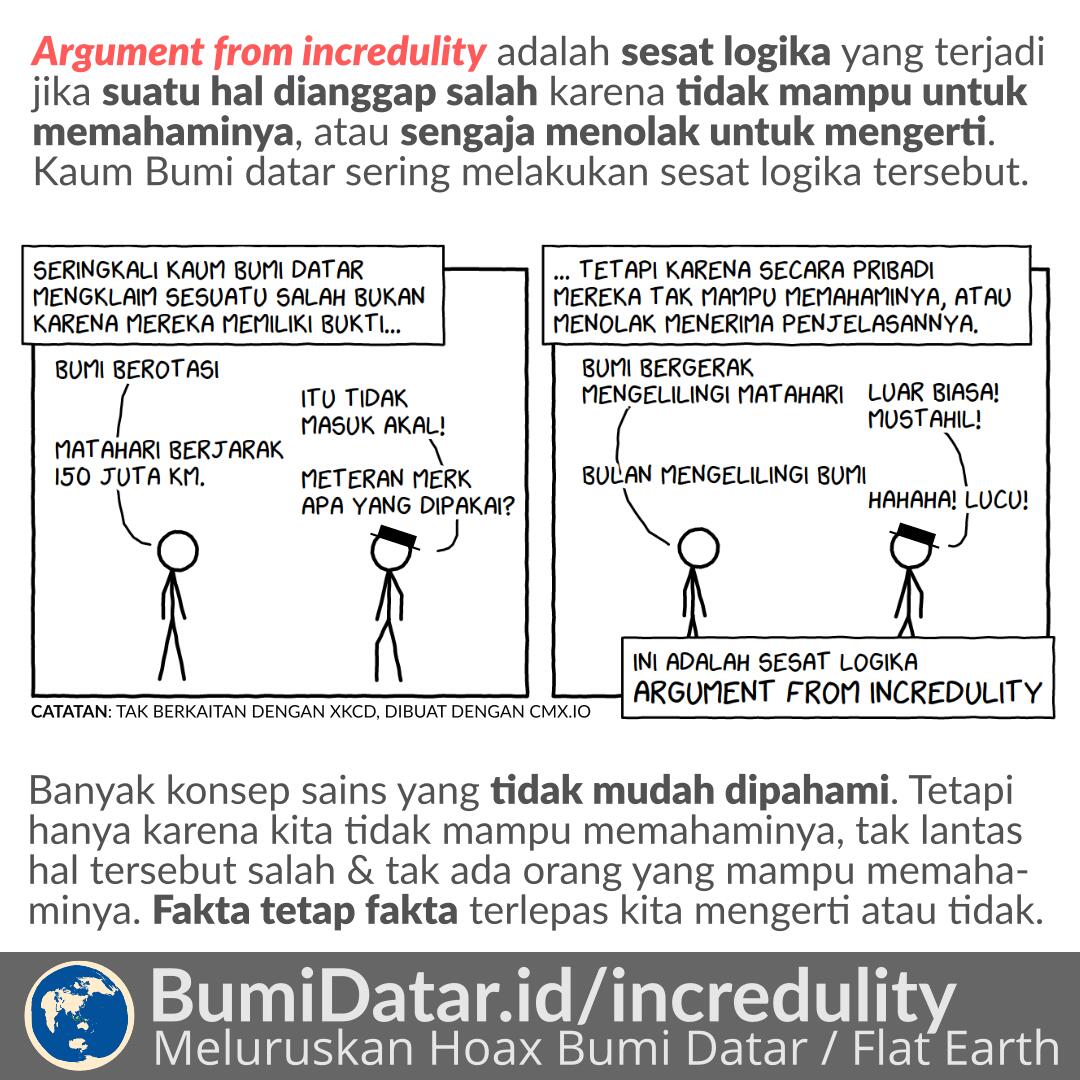 Argument from incredulity adalah sesat logika yang terjadi
jika suatu hal dianggap salah karena tidak mampu untuk
memahaminya, atau sengaja menolak untuk mengerti.
Kaum Bumi datar sering melakukan sesat logika tersebut.
SERINGKALI KAUM BUMI DATAR
MENGKLAIM SESUATU SALAH BUKAN
KARENA MEREKA MEMILIKI BUKTI...
BUMI BEROTASI
ITU TIDAK
MASUK AKAL!
MATAHARI BERJARAK
150 JUTA KM.
METERAN MERK
APA YANG DIPAKAI?
... TETAPI KARENA SECARA PRIBADI
MEREKA TAK MAMPU MEMAHAMINYA, ATAU
MENOLAK MENERIMA PENJELASANNYA.
BUMI BERGERAK
MENGELILINGI MATAHARI
LUAR BIASA!
MUSTAHIL!
BULAN MENGELILINGI BUMI
HAHAHA! LUCU!
INI ADALAH SESAT LOGIKA
ARGUMENT FROM INCREDULITY
CATATAN: TAK BERKAITAN DENGAN XKCD, DIBUAT DENGAN CMX.IO
Banyak konsep sains yang tidak mudah dipahami. Tetapi
hanya karena kita tidak mampu memahaminya, tak lantas
hal tersebut salah & tak ada orang yang mampu memaha-
minya. Fakta tetap fakta terlepas kita mengerti atau tidak.
BumiDatar.id/incredulity
Meluruskan Hoax Bumi Datar / Flat Earth